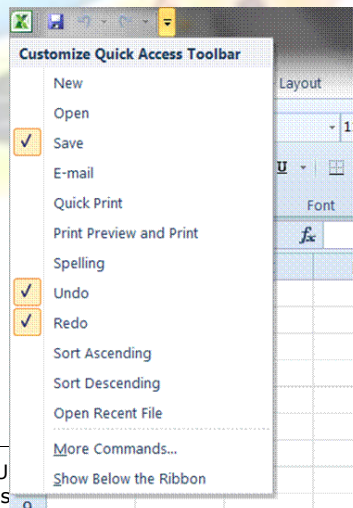 Customize Quick Access Toolbar
New
Layout
Open
Save
E-mail
U
Quick Print
Font
Print Preview and Print
fx
Spelling
Undo
Redo
Sort Ascending
Sort Descending
Open Recent File
More Commands...
Show Below the Ribbon